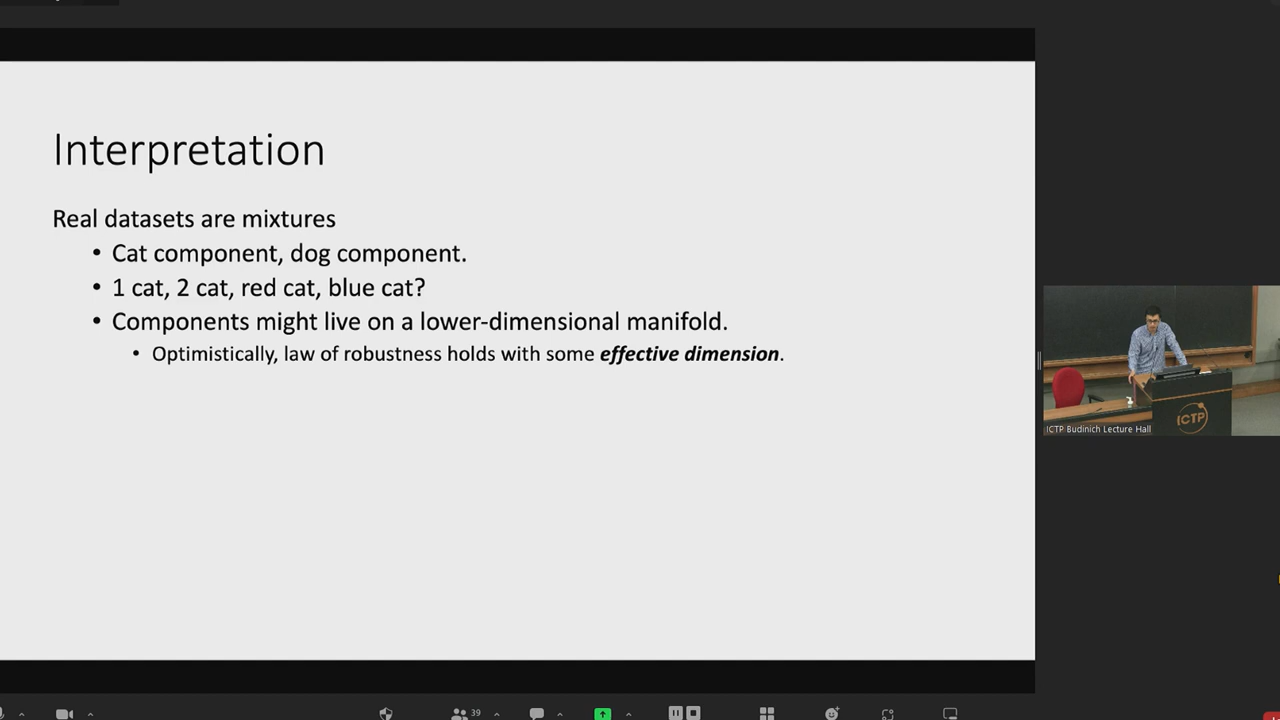 Interpretation
Real datasets are mixtures
• Cat component, dog component.
• 1 cat, 2 cat, red cat, blue cat?
• Components might live on a lower-dimensional manifold.
• Optimistically, law of robustness holds with some effective dimension.
ICTP
ICTP Budinich Lecture Hall
39